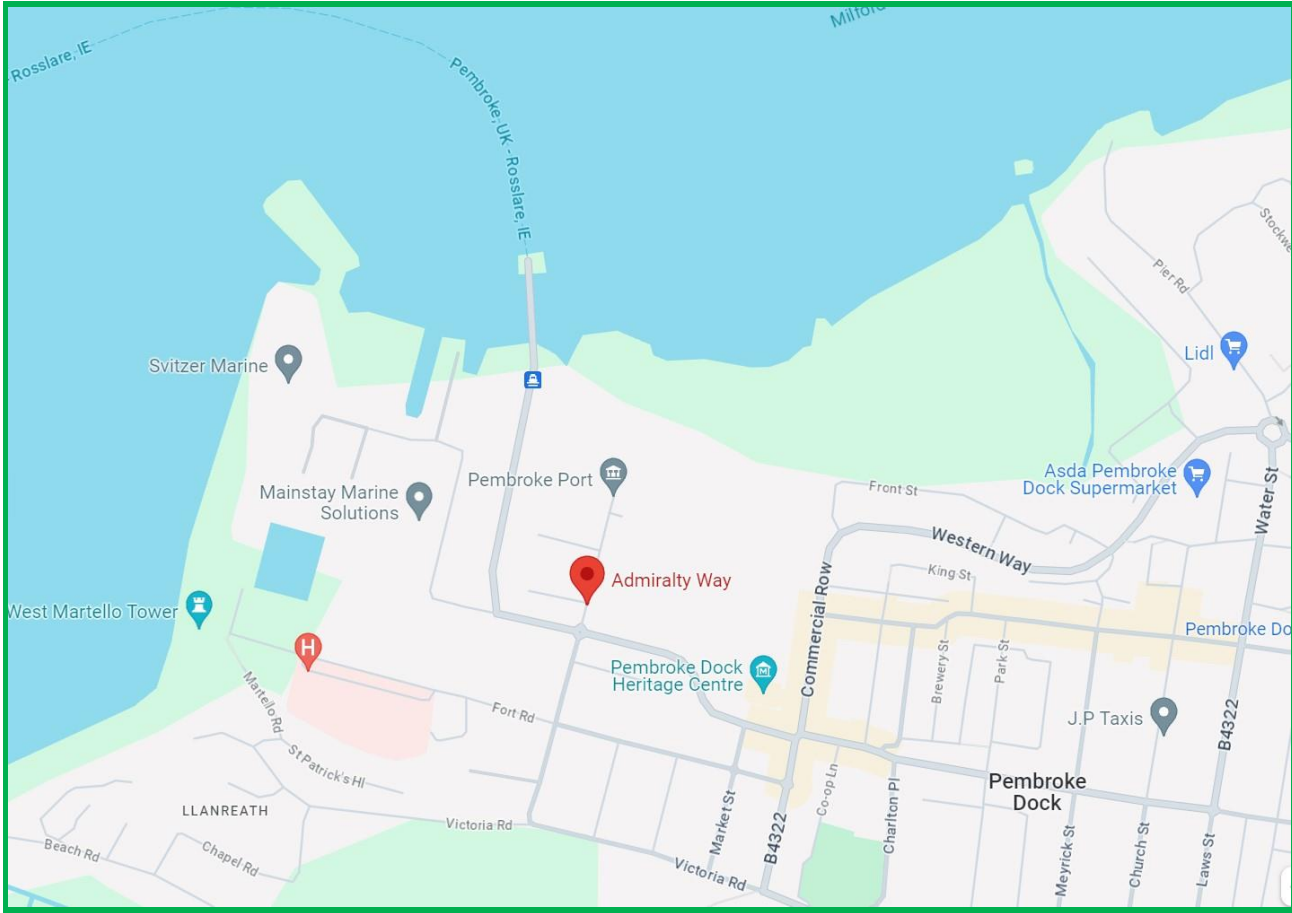 Milford
- Rosslare, IE
Pembroke, UK - Rosslare, IE
Stockwe
Pier Rd
Lidl
Svitzer Marine
Asda Pembroke
Dock Supermarket
Pembroke Port
Front St
Water St
Mainstay Marine
Solutions
Western Way
King St
Admiralty Way
Commercial Row
West Martello Tower
Pembroke Do
H
Brewery St
Park St
Pembroke Dock
Heritage Centre
Martello Rd
Fort Rd
J.P Taxis
B4322
St Patrick's Hl
Pembroke
Dock
Co-op Ln
Charlton Pl
LLANREATH
Market St
B4322
Victoria Rd
Beach Rd
Chapel Rd
Victoria Rd
Meyrick St
Church St
Laws St